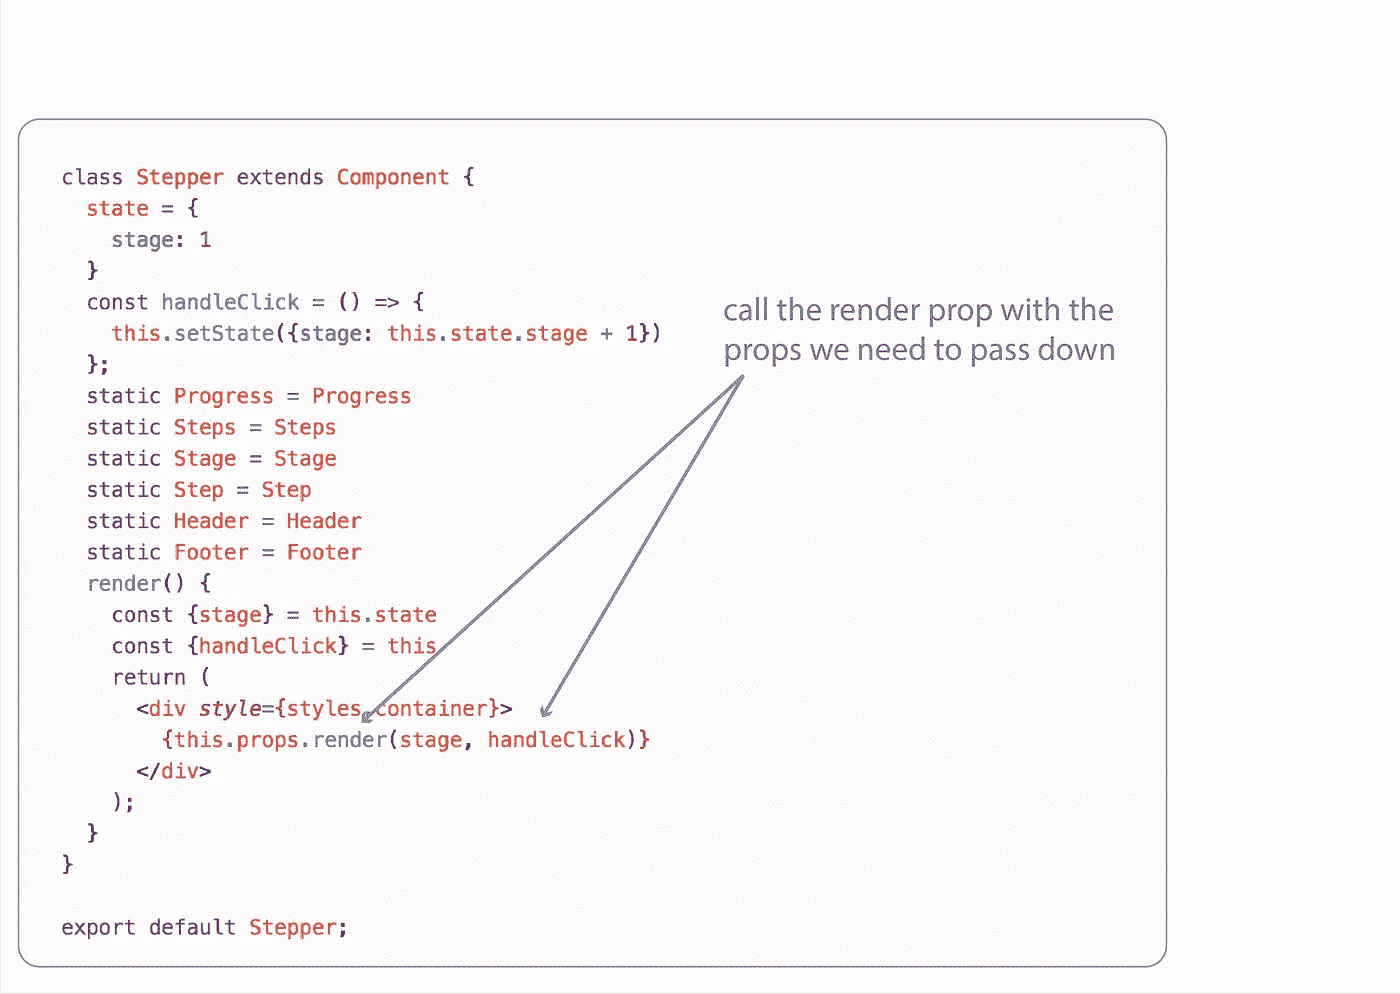 class Stepper extends Component {
  state = {
    stage: 1
  }
  const handleClick = () => {
    this.setState({stage: this.state.stage + 1})
  };
  static Progress = Progress
  static Steps = Steps
  static Stage = Stage
  static Step = Step
  static Header = Header
  static Footer = Footer
  render() {
    const {stage} = this.state
    const {handleClick} = this
    return (
      <div style={styles.container}>
        {this.props.render(stage, handleClick)}
      </div>
    );
  }
}
export default Stepper;
call the render prop with the
props we need to pass down